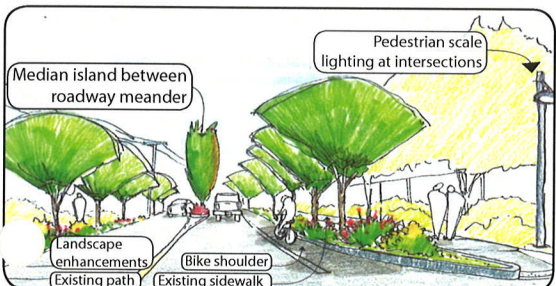 Pedestrian scale
lighting at intersections
Median island between
roadway meander
Landscape
enhancements
Bike shoulder
Existing path
Existing sidewalk